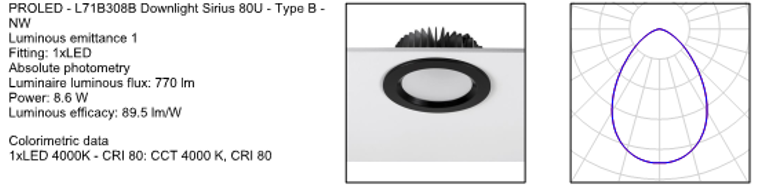 PROLED - L71B308B Downlight Sirius 80U - Type B -
NW
Luminous emittance 1
Fitting: 1xLED
Absolute photometry
Luminaire luminous flux: 770 lm
Power: 8.6 W
Luminous efficacy: 89.5 lm/W
Colorimetric data
1xLED 4000K - CRI 80: CCT 4000 K, CRI 80